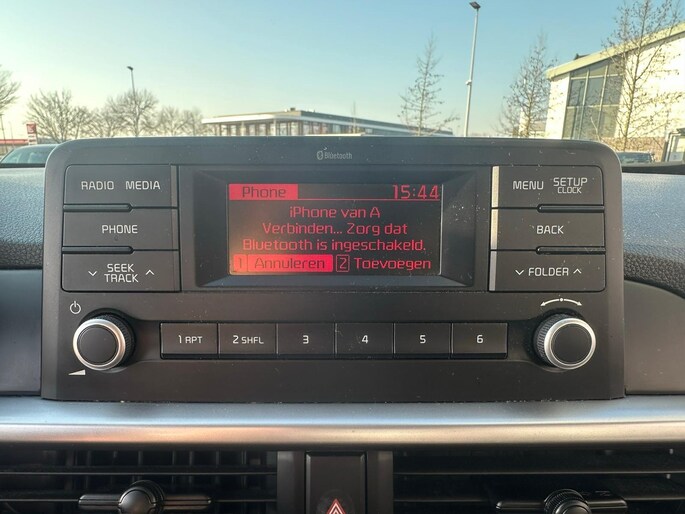 Bluetooth
RADIO MEDIA
PHONE
SEEK
TRACK
Phone 15:44
iPhone van A
Verbinden... Zorg dat
Bluetooth is ingeschakeld.
1 Annuleren 2 Toevoegen
MENU SETUP
CLOCK
BACK
FOLDER
1 RPT 2 SHFL 3 4 5 6